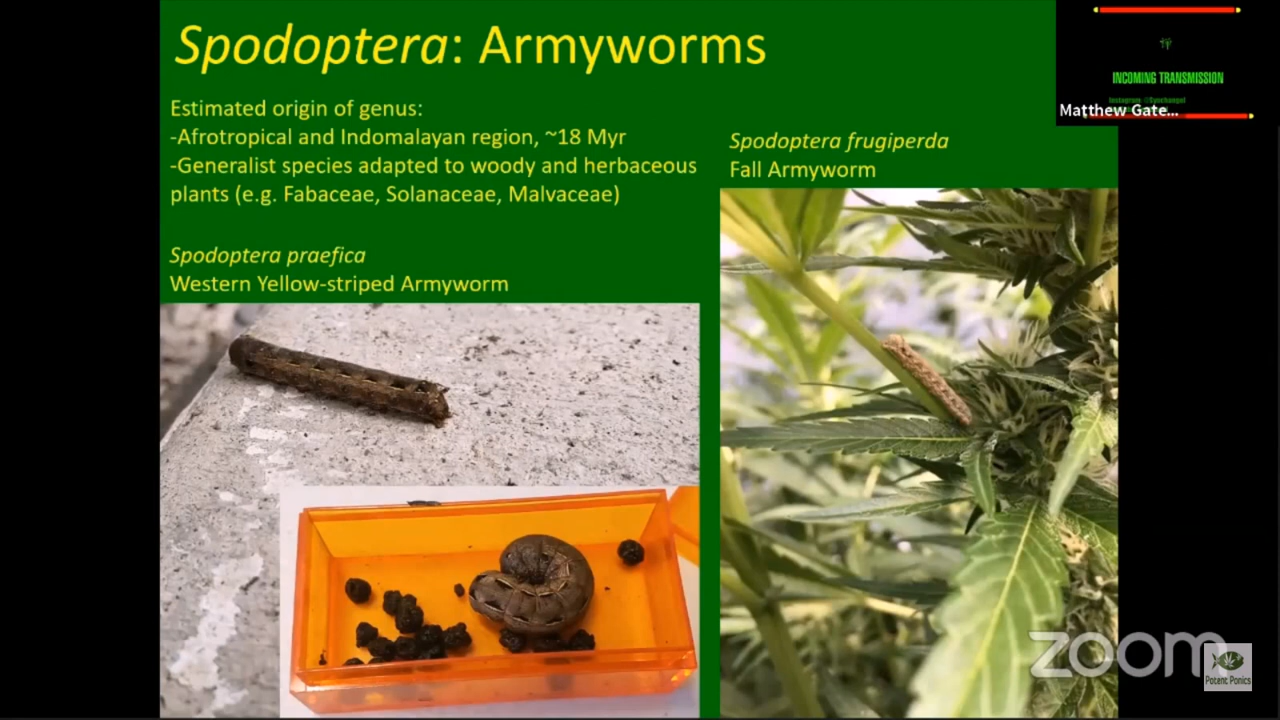 Spodoptera: Armyworms
Estimated origin of genus:
-Afrotropical and Indomalayan region, ~18 Myr
-Generalist species adapted to woody and herbaceous
plants (e.g. Fabaceae, Solanaceae, Malvaceae)
Spodoptera praefica
Western Yellow-striped Armyworm
Spodoptera frugiperda
Fall Armyworm
INCOMING TRANSMISSION
Matthew Gate...
zoom
Potent Ponics